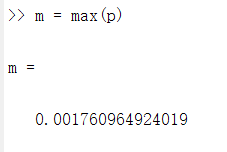 >> m = max(p)
m =
0.001760964924019